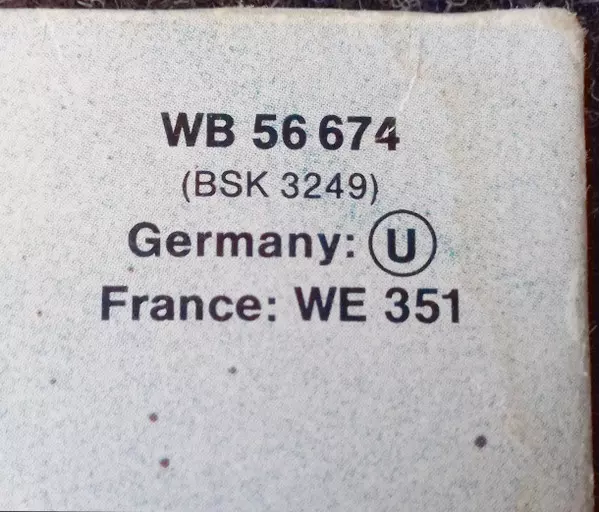 WB 56 674
(BSK 3249)
Germany: Ⓤ
France: WE 351